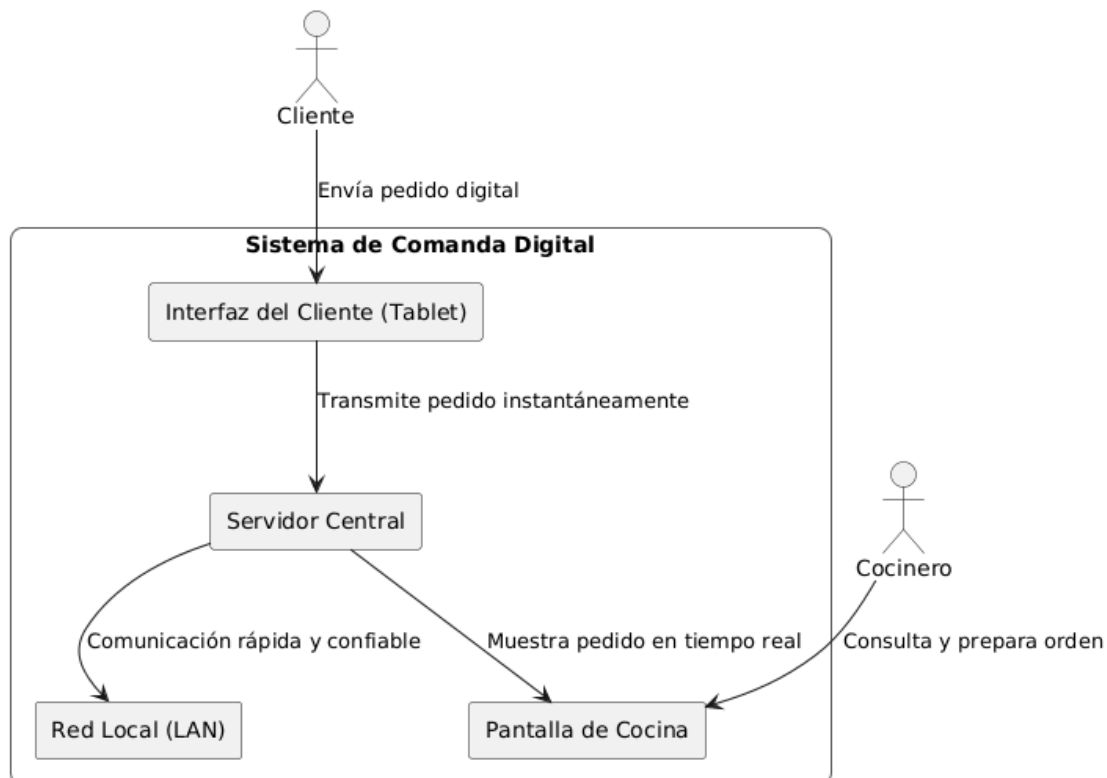 Cliente
Envía pedido digital
Sistema de Comanda Digital
Interfaz del Cliente (Tablet)
Transmite pedido instantáneamente
Servidor Central
Cocinero
Comunicación rápida y confiable
Muestra pedido en tiempo real
Consulta y prepara orden
Red Local (LAN)
Pantalla de Cocina